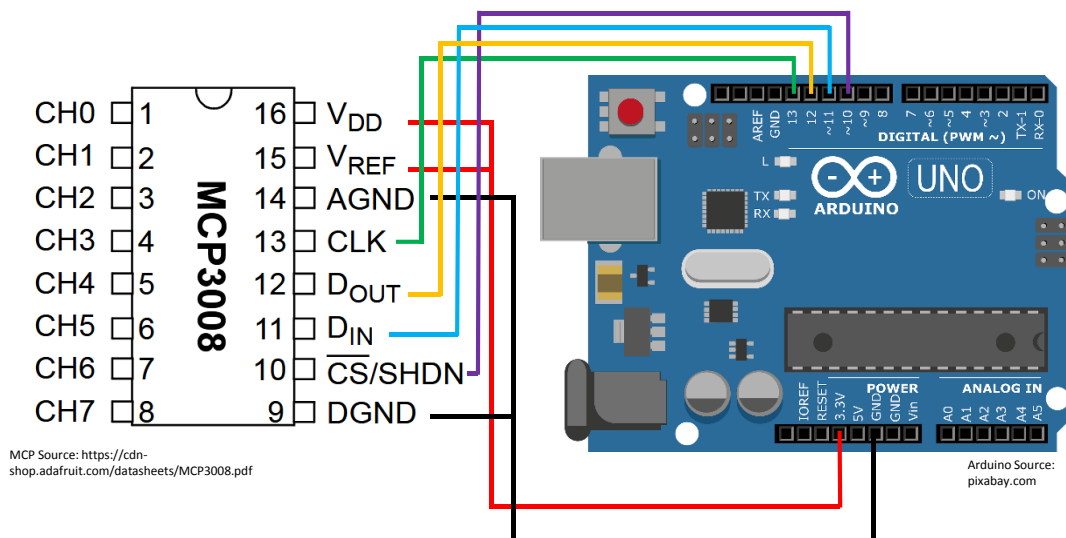 CH0 1 16 VDD
CH1 2 15 VREF
CH2 3 14 AGND
CH3 4 13 CLK
CH4 5 12 DOUT
CH5 6 11 DIN
CH6 7 10 CS/SHDN
CH7 8 9 DGND
MCP3008
MCP Source: https://cdn-
shop.adafruit.com/datasheets/MCP3008.pdf
AREF
GND
13
12
~11
~10
~9
8
7
~6
~5
4
~3
2
TX-1
RX-0
DIGITAL (PWM ~)
L
TX
RX
ARDUINO
UNO
ON
POWER
ANALOG IN
IOREF
RESET
3.3V
5V
GND
GND
Vin
A0
A1
A2
A3
A4
A5
Arduino Source:
pixabay.com